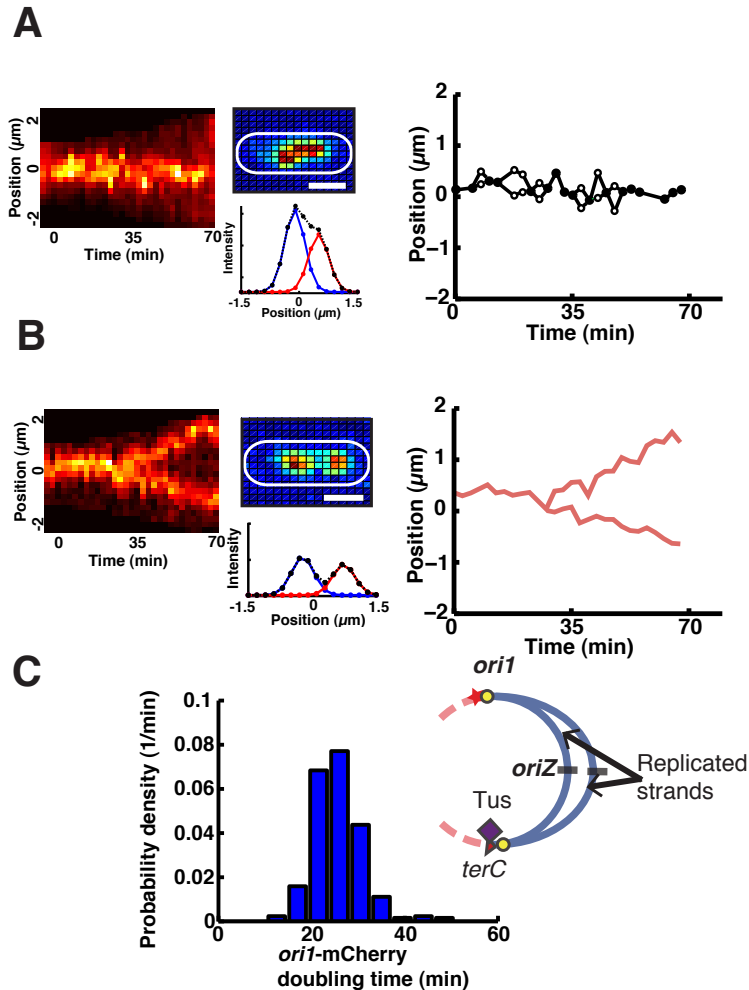 A
Position (µm)
2
0
-2
0 35 70
Time (min)
Intensity
-1.5 0 1.5
Position (µm)
Position (µm)
2
1
0
−1
−2
0 35 70
Time (min)
B
Position (µm)
2
0
-2
0 35 70
Time (min)
Intensity
-1.5 0 1.5
Position (µm)
Position (µm)
2
1
0
−1
−2
0 35 70
Time (min)
C
Probability density (1/min)
0.1
0.08
0.06
0.04
0.02
0
20 40 60
ori1-mCherry
doubling time (min)
ori1
oriZ
Replicated
strands
Tus
terC